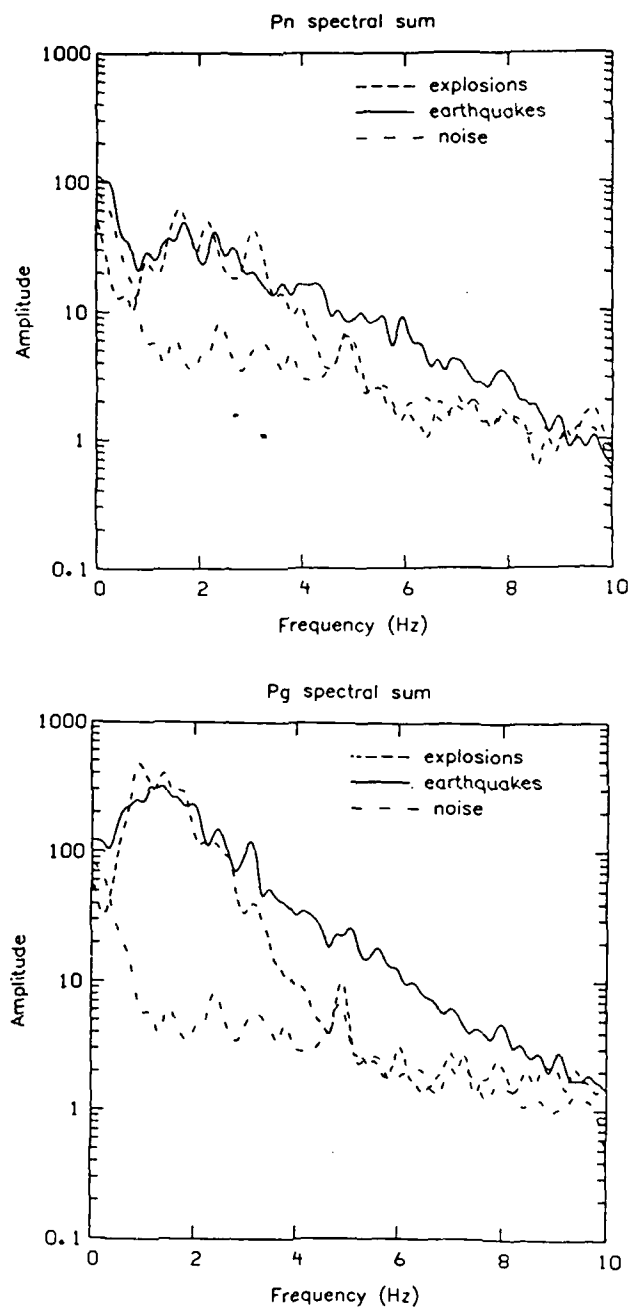 Pn spectral sum
1000
explosions
earthquakes
noise
100
Amplitude
10
1
0.1
0 2 4 6 8 10
Frequency (Hz)
Pg spectral sum
1000
explosions
earthquakes
noise
100
Amplitude
10
1
0.1
0 2 4 6 8 10
Frequency (Hz)